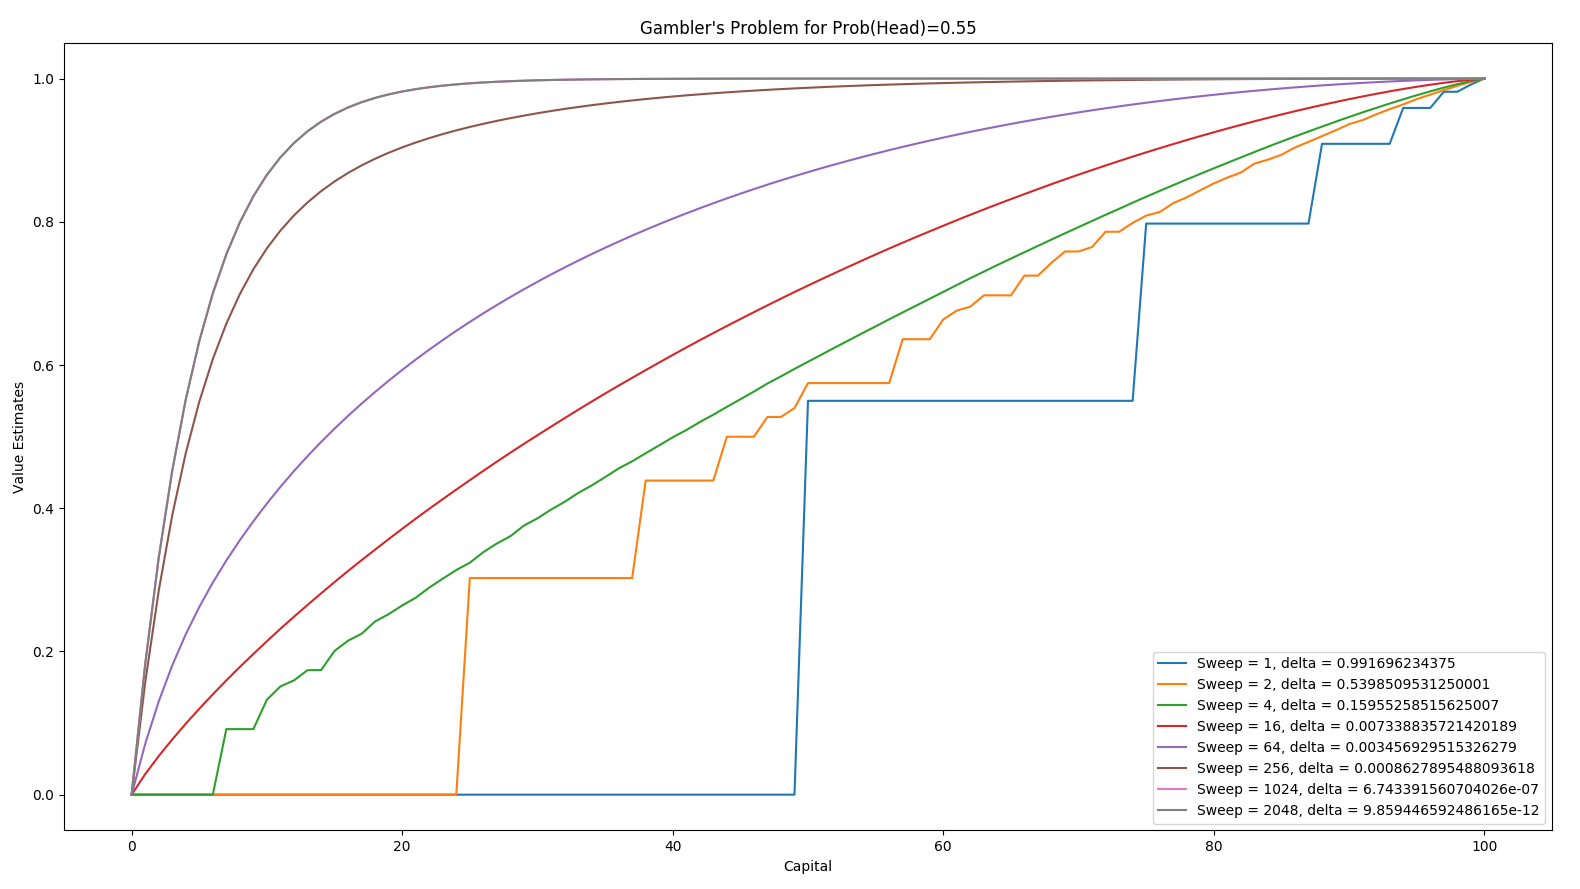 Gambler's Problem for Prob(Head)=0.55
Value Estimates
1.0
0.8
0.6
0.4
0.2
0.0
0 20 40 60 80 100
Capital
Sweep = 1, delta = 0.991696234375
Sweep = 2, delta = 0.5398509531250001
Sweep = 4, delta = 0.15955258515625007
Sweep = 16, delta = 0.007338835721420189
Sweep = 64, delta = 0.003456929515326279
Sweep = 256, delta = 0.0008627895488093618
Sweep = 1024, delta = 6.743391560704026e-07
Sweep = 2048, delta = 9.859446592486165e-12